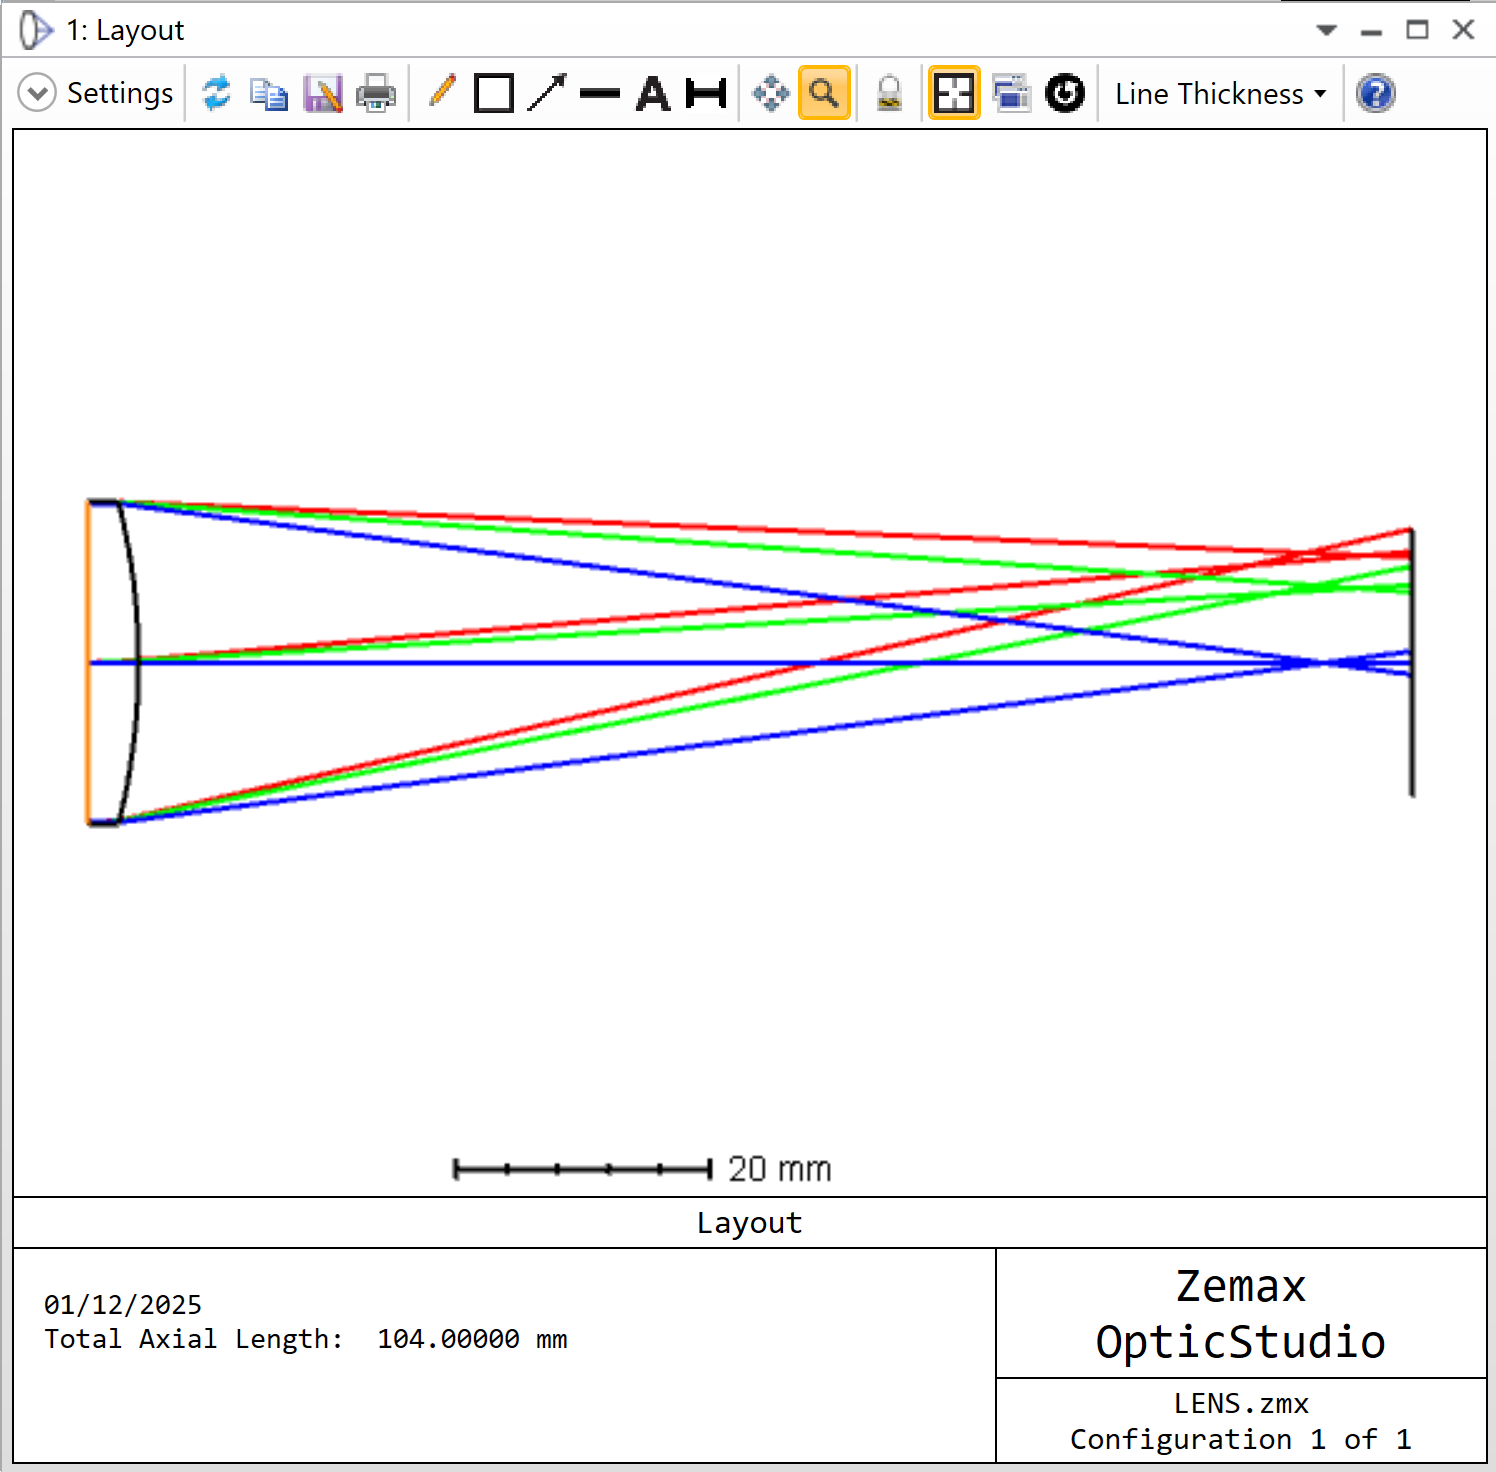 1: Layout
Settings
A
Line Thickness
?
20 mm
Layout
01/12/2025
Total Axial Length: 104.00000 mm
Zemax
OpticStudio
LENS.zmx
Configuration 1 of 1